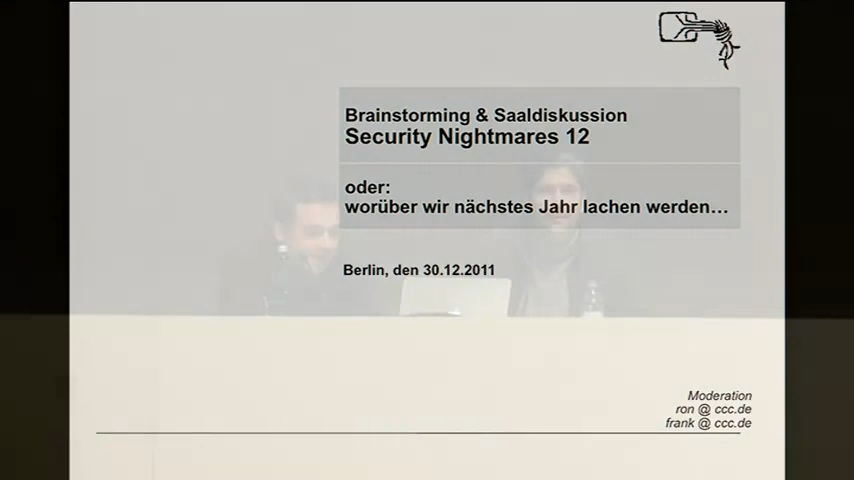 Brainstorming & Saaldiskussion
Security Nightmares 12
oder:
worüber wir nächstes Jahr lachen werden…
Berlin, den 30.12.2011
Moderation
ron @ ccc.de
frank @ ccc.de